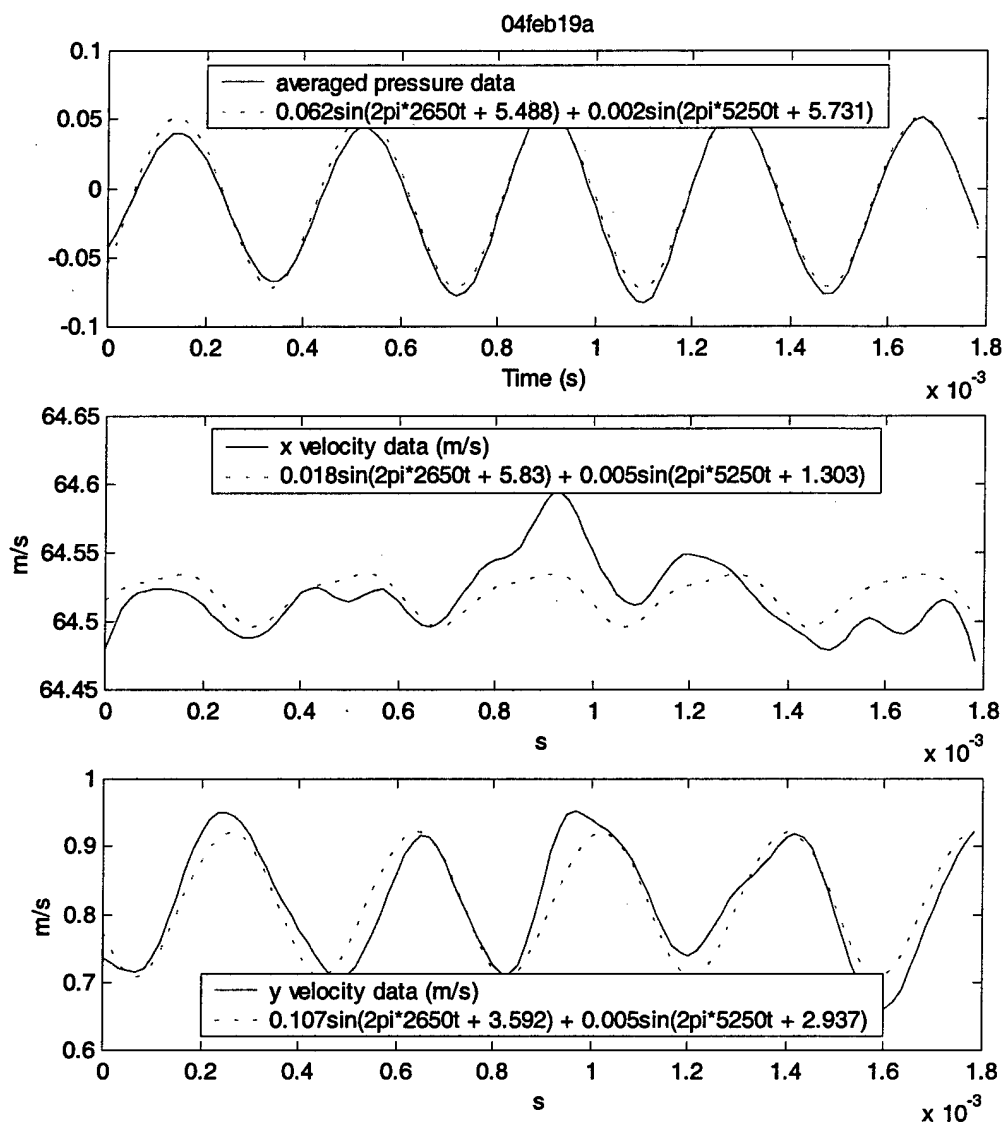 04feb19a
0.1
averaged pressure data
0.062sin(2pi*2650t + 5.488) + 0.002sin(2pi*5250t + 5.731)
0.05
0
-0.05
-0.1
0 0.2 0.4 0.6 0.8 1 1.2 1.4 1.6 1.8
Time (s)
x 10-3
64.65
x velocity data (m/s)
0.018sin(2pi*2650t + 5.83) + 0.005sin(2pi*5250t + 1.303)
64.6
m/s
64.55
64.5
64.45
0 0.2 0.4 0.6 0.8 1 1.2 1.4 1.6 1.8
s
x 10-3
1
0.9
m/s
0.8
0.7
y velocity data (m/s)
0.107sin(2pi*2650t + 3.592) + 0.005sin(2pi*5250t + 2.937)
0.6
0 0.2 0.4 0.6 0.8 1 1.2 1.4 1.6 1.8
s
x 10-3